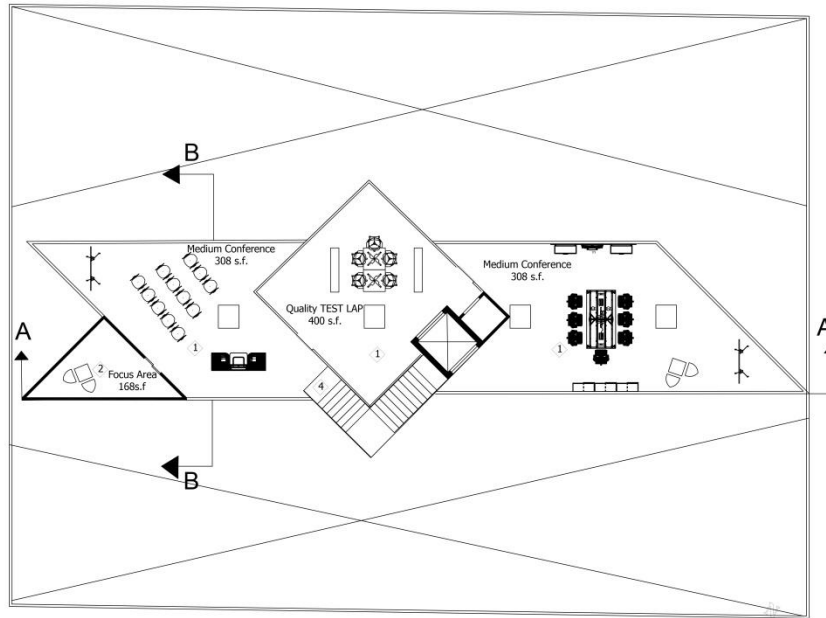 B
Medium Conference
308 s.f.
Medium Conference
308 s.f.
Quality TEST LAP
400 s.f.
A
A
1
1
1
2
Focus Area
168s.f
4
B